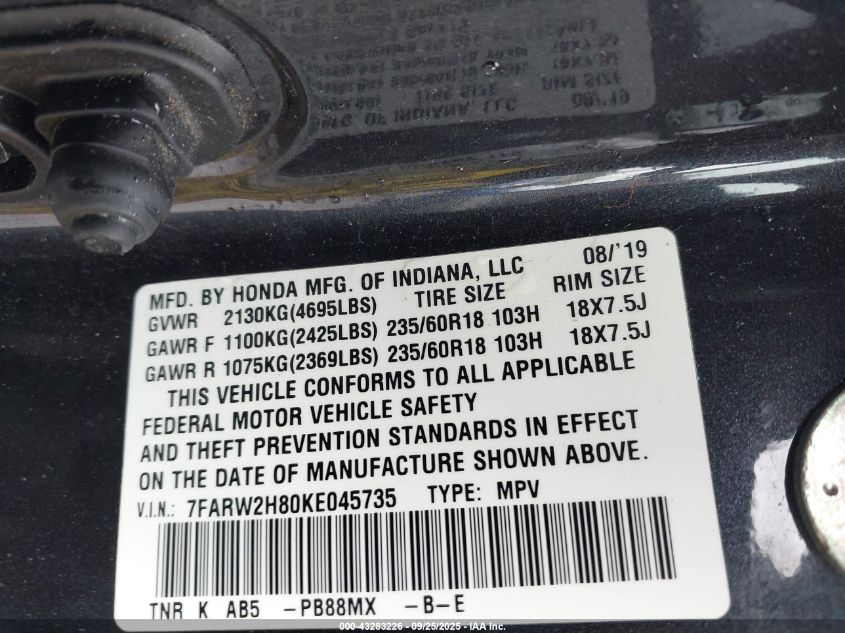 MFD. BY HONDA MFG. OF INDIANA, LLC 08/'19
GVWR 2130KG(4695LBS) TIRE SIZE RIM SIZE
GAWR F 1100KG(2425LBS) 235/60R18 103H 18X7.5J
GAWR R 1075KG(2369LBS) 235/60R18 103H 18X7.5J
THIS VEHICLE CONFORMS TO ALL APPLICABLE
FEDERAL MOTOR VEHICLE SAFETY
AND THEFT PREVENTION STANDARDS IN EFFECT
ON THE DATE OF MANUFACTURE SHOWN ABOVE.
V.I.N.: 7FARW2H80KE045735 TYPE: MPV
TNR K AB5 -PB88MX -B-E
000-43283226 - 09/25/2025 - IAA Inc.